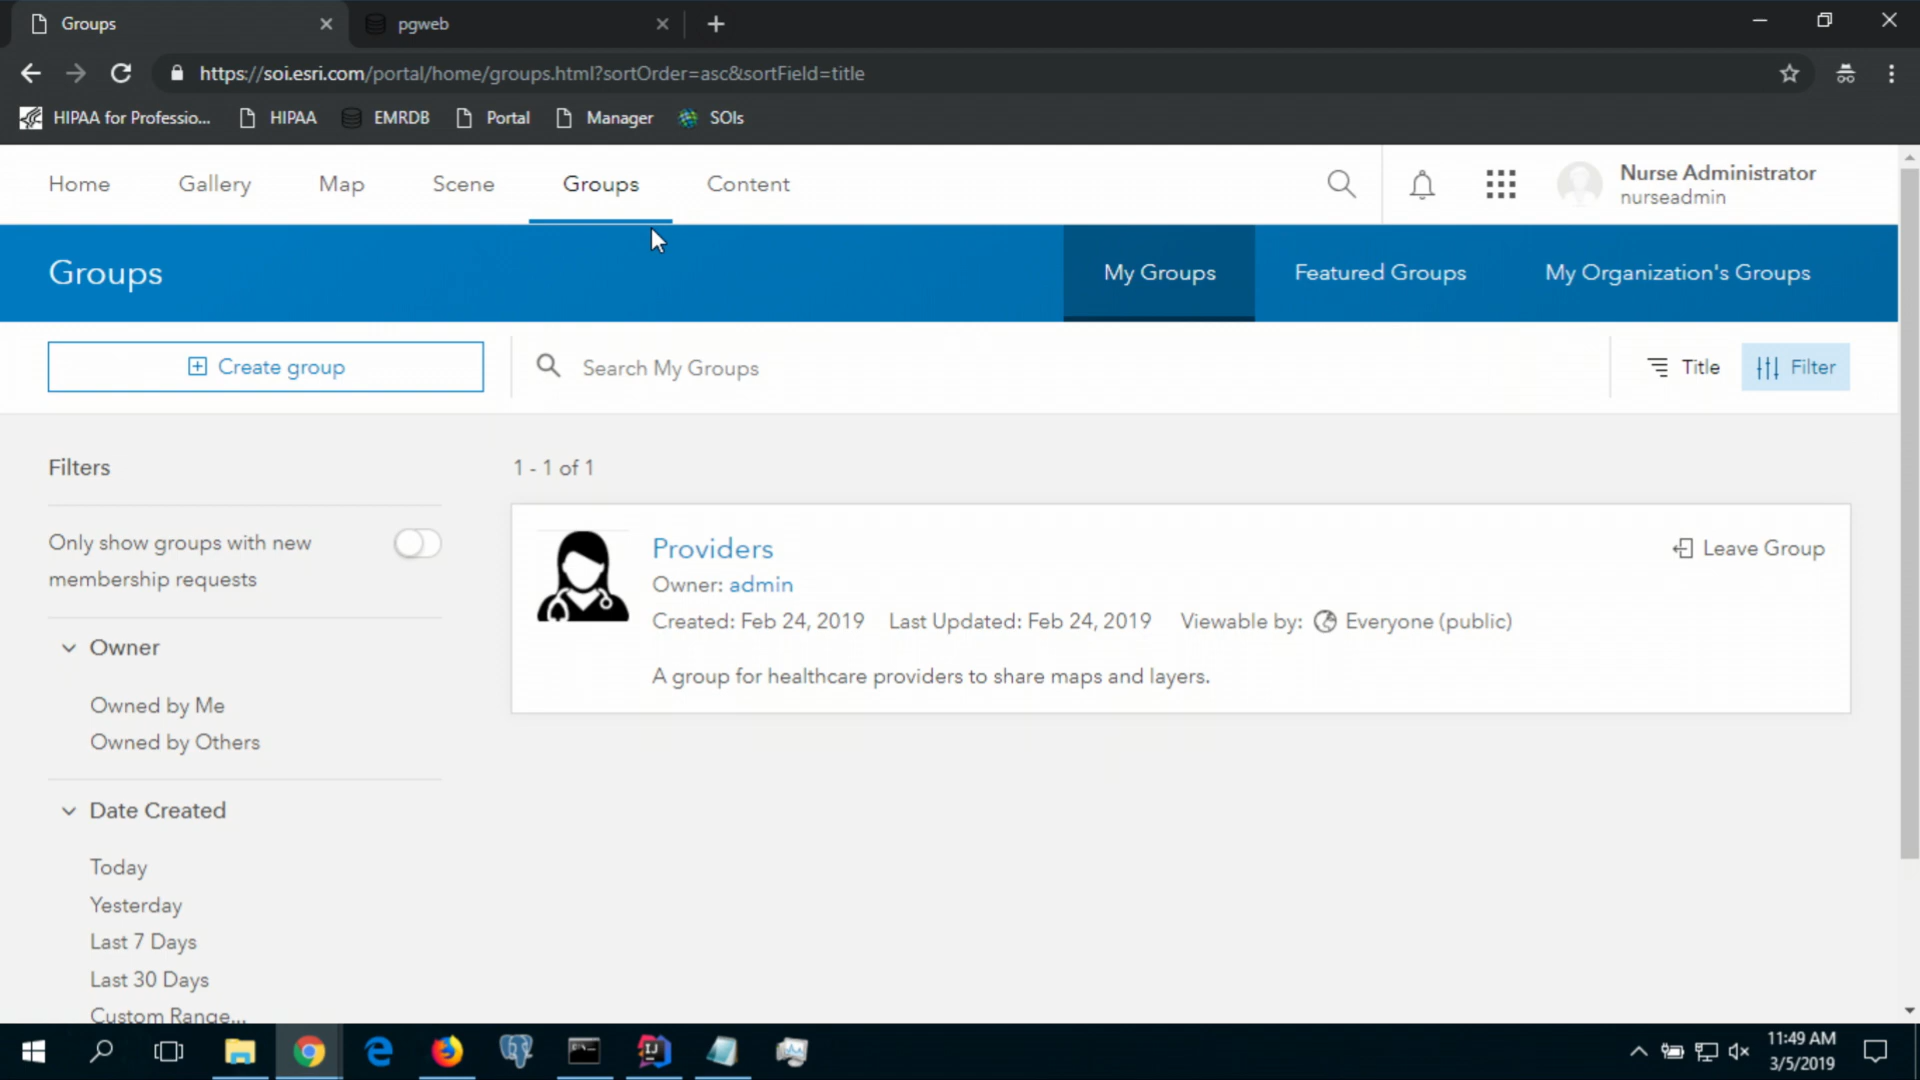 Groups
pgweb
https://soi.esri.com/portal/home/groups.html?sortOrder=asc&sortField=title
HIPAA for Professio...
HIPAA
EMRDB
Portal
Manager
SOIs
Home
Gallery
Map
Scene
Groups
Content
Nurse Administrator
nurseadmin
Groups
My Groups
Featured Groups
My Organization's Groups
Create group
Search My Groups
Title
Filter
Filters
1 - 1 of 1
Only show groups with new
membership requests
Providers
Leave Group
Owner: admin
Created: Feb 24, 2019 Last Updated: Feb 24, 2019 Viewable by: Everyone (public)
A group for healthcare providers to share maps and layers.
Owner
Owned by Me
Owned by Others
Date Created
Today
Yesterday
Last 7 Days
Last 30 Days
Custom Range...
11:49 AM
3/5/2019